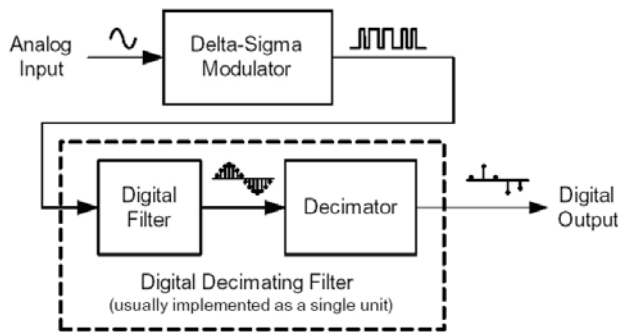 Analog
Input
Delta-Sigma
Modulator
Digital
Filter
Decimator
Digital
Output
Digital Decimating Filter
(usually implemented as a single unit)